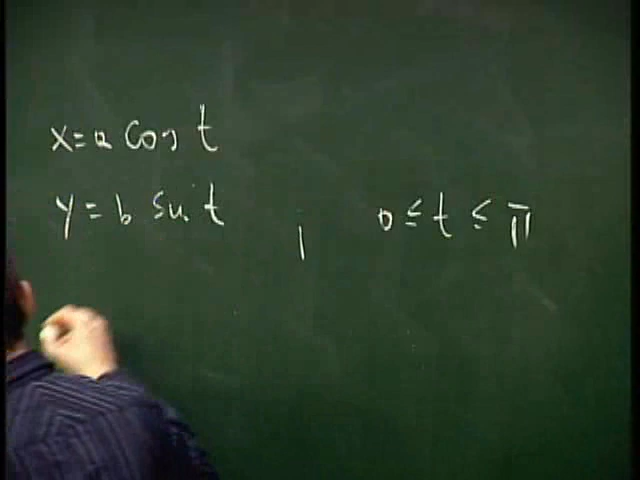 x = a cos t
y = b sin t , 0 ≤ t ≤ π